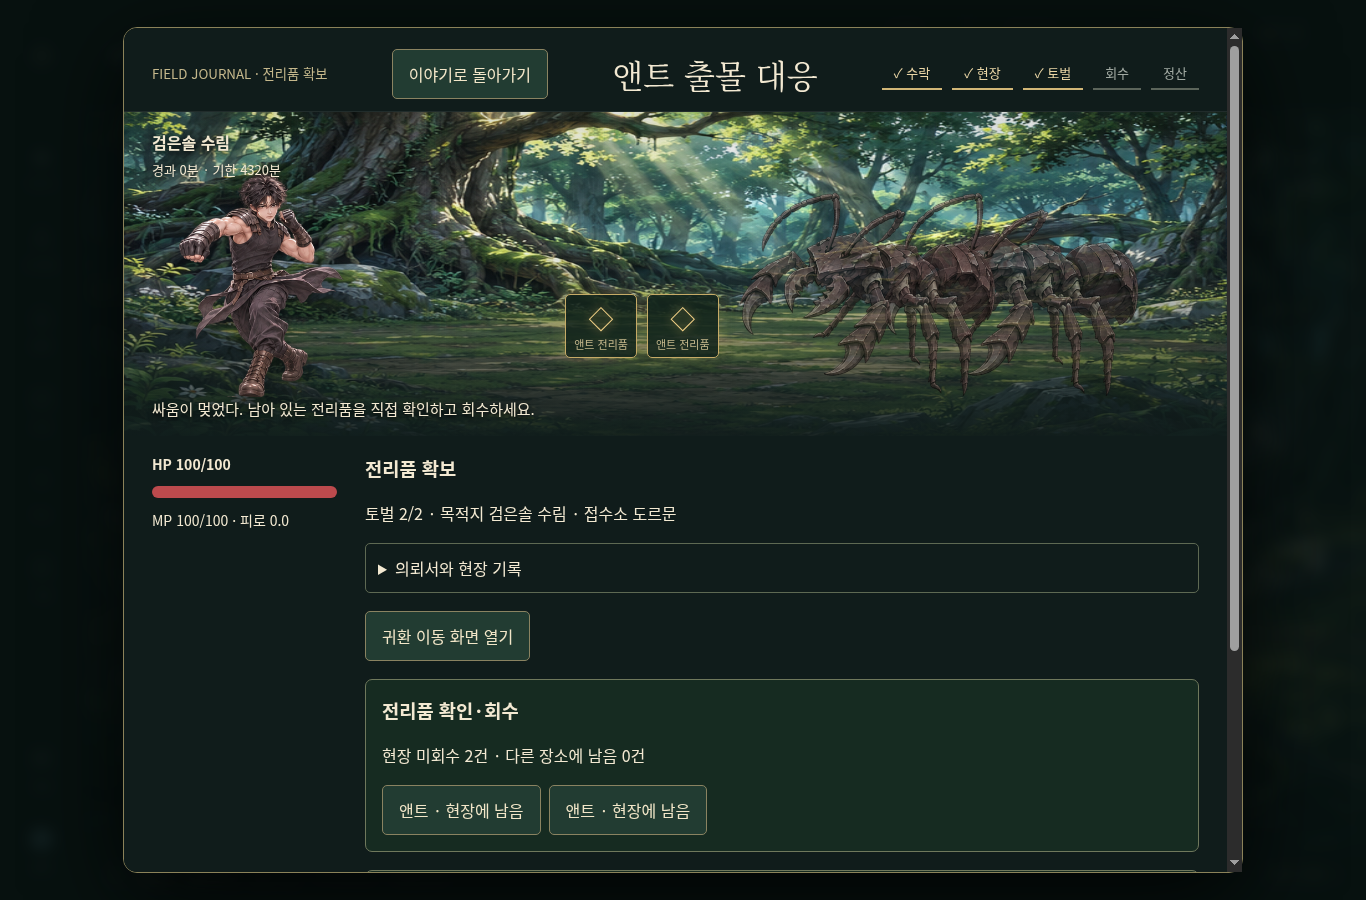 FIELD JOURNAL · 전리품 확보
이야기로 돌아가기
앤트 출몰 대응
✓ 수락
✓ 현장
✓ 토벌
회수
정산
검은솔 수림
경과 0분 · 기한 4320분
앤트 전리품
앤트 전리품
싸움이 멎었다. 남아 있는 전리품을 직접 확인하고 회수하세요.
HP 100/100
MP 100/100 · 피로 0.0
전리품 확보
토벌 2/2 · 목적지 검은솔 수림 · 접수소 도르문
▶ 의뢰서와 현장 기록
귀환 이동 화면 열기
전리품 확인·회수
현장 미회수 2건 · 다른 장소에 남음 0건
앤트 · 현장에 남음
앤트 · 현장에 남음